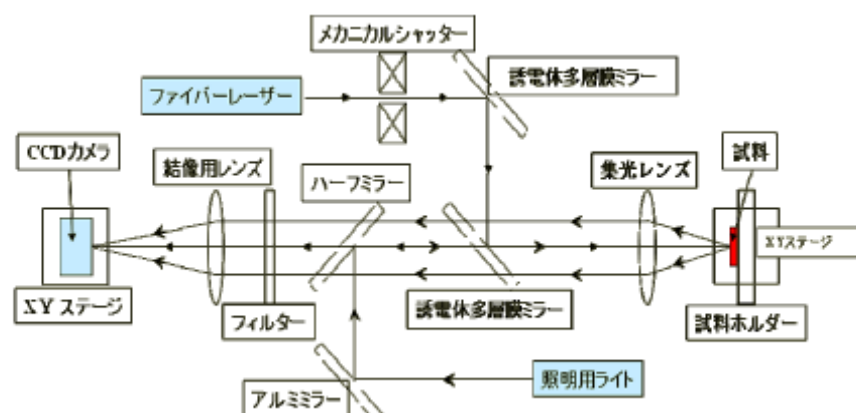 メカニカルシャッター
誘電体多層膜ミラー
ファイバーレーザー
CCDカメラ
結像用レンズ
ハーフミラー
集光レンズ
試料
XYステージ
XYステージ
フィルター
誘電体多層膜ミラー
試料ホルダー
照明用ライト
アルミミラー